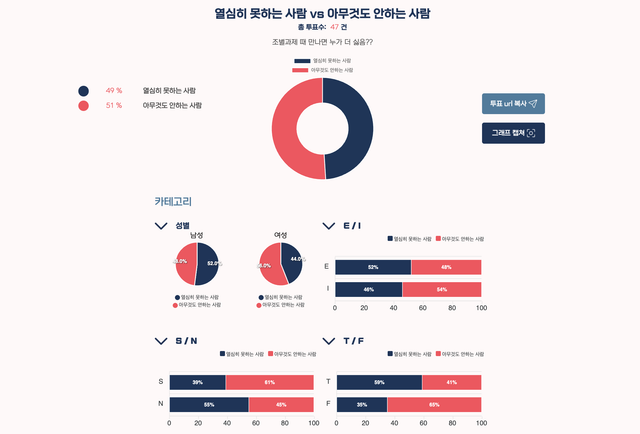 열심히 못하는 사람 vs 아무것도 안하는 사람
총 투표수: 47 건
조별과제 때 만나면 누가 더 싫음??
열심히 못하는 사람
아무것도 안하는 사람
49 % 열심히 못하는 사람
51 % 아무것도 안하는 사람
투표 url 복사
그래프 캡쳐
카테고리
성별
남성
여성
52.0%
44.0%
열심히 못하는 사람
아무것도 안하는 사람
열심히 못하는 사람
아무것도 안하는 사람
E / I
열심히 못하는 사람 아무것도 안하는 사람
E 52% 48%
I 46% 54%
0 20 40 60 80 100
S / N
열심히 못하는 사람 아무것도 안하는 사람
S 39% 61%
N 55% 45%
0 20 40 60 80 100
T / F
열심히 못하는 사람 아무것도 안하는 사람
T 59% 41%
F 35% 65%
0 20 40 60 80 100